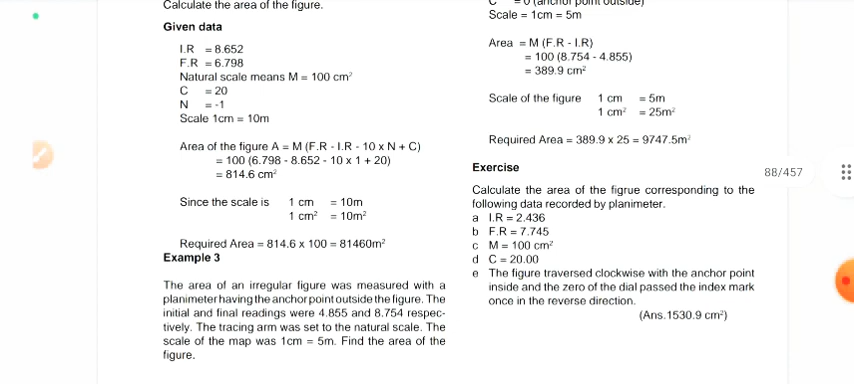 Calculate the area of the figure.
Given data
I.R = 8.652
F.R = 6.798
Natural scale means M = 100 cm²
C = 20
N = -1
Scale 1cm = 10m
Area of the figure A = M (F.R - I.R - 10 x N + C)
= 100 (6.798 - 8.652 - 10 x 1 + 20)
= 814.6 cm²
Since the scale is 1 cm = 10m
1 cm² = 10m²
Required Area = 814.6 x 100 = 81460m²
Example 3
The area of an irregular figure was measured with a
planimeter having the anchor point outside the figure. The
initial and final readings were 4.855 and 8.754 respec-
tively. The tracing arm was set to the natural scale. The
scale of the map was 1cm = 5m. Find the area of the
figure.
C = 0 (anchor point outside)
Scale = 1cm = 5m
Area = M (F.R - I.R)
= 100 (8.754 - 4.855)
= 389.9 cm²
Scale of the figure 1 cm = 5m
1 cm² = 25m²
Required Area = 389.9 x 25 = 9747.5m²
Exercise
Calculate the area of the figrue corresponding to the
following data recorded by planimeter.
a I.R = 2.436
b F.R = 7.745
c M = 100 cm²
d C = 20.00
e The figure traversed clockwise with the anchor point
inside and the zero of the dial passed the index mark
once in the reverse direction.
(Ans.1530.9 cm²)
88/457